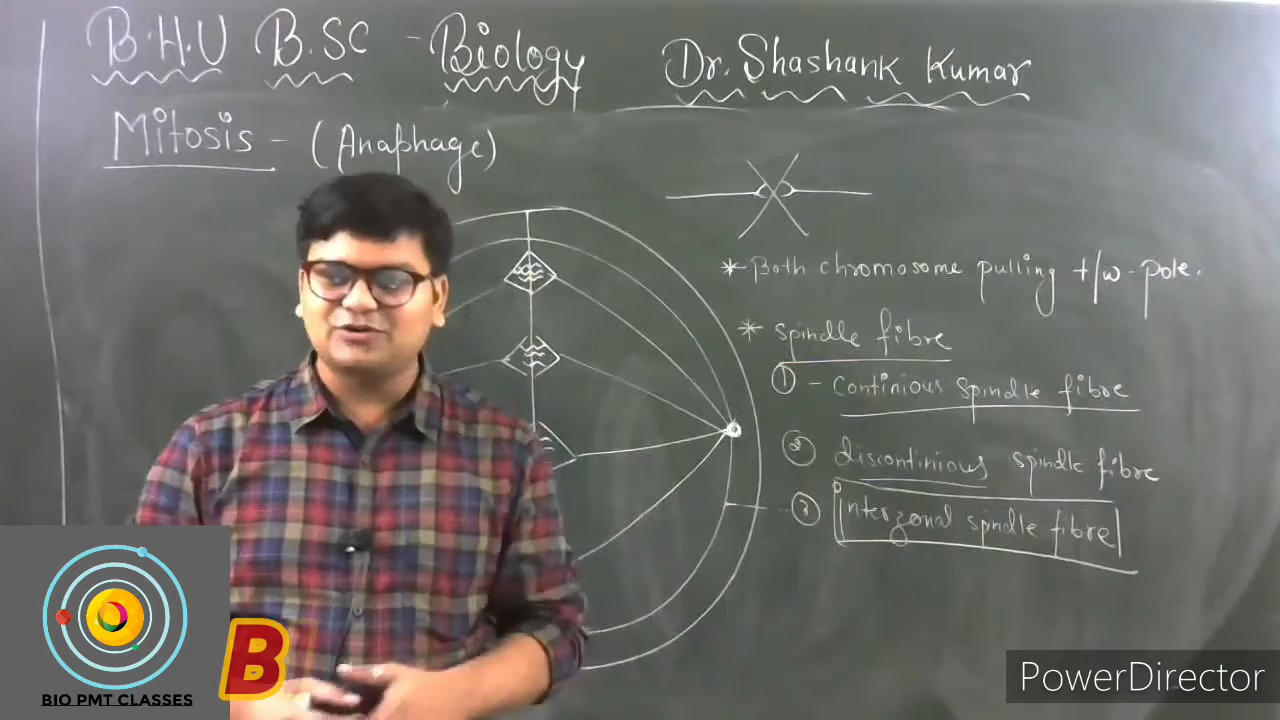 B.H.U B.SC - Biology Dr. Shashank Kumar
Mitosis - (Anaphage)
* Both chromosome pulling t/w - pole.
* spindle fibre
① - continious spindle fibre
② discontinious spindle fibre
③ Interzonal spindle fibre
B
BIO PMT CLASSES
PowerDirector